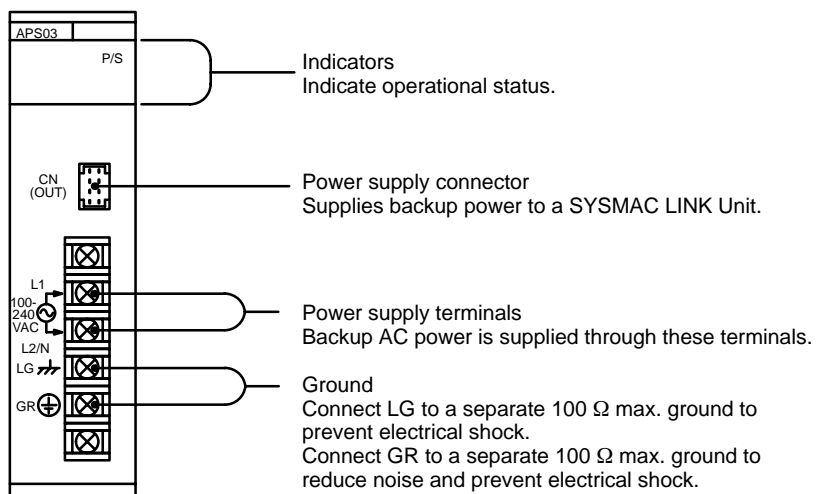 APS03
P/S
Indicators
Indicate operational status.
CN
(OUT)
Power supply connector
Supplies backup power to a SYSMAC LINK Unit.
L1
100-
240
VAC
L2/N
Power supply terminals
Backup AC power is supplied through these terminals.
LG
GR
Ground
Connect LG to a separate 100 Ω max. ground to
prevent electrical shock.
Connect GR to a separate 100 Ω max. ground to
reduce noise and prevent electrical shock.